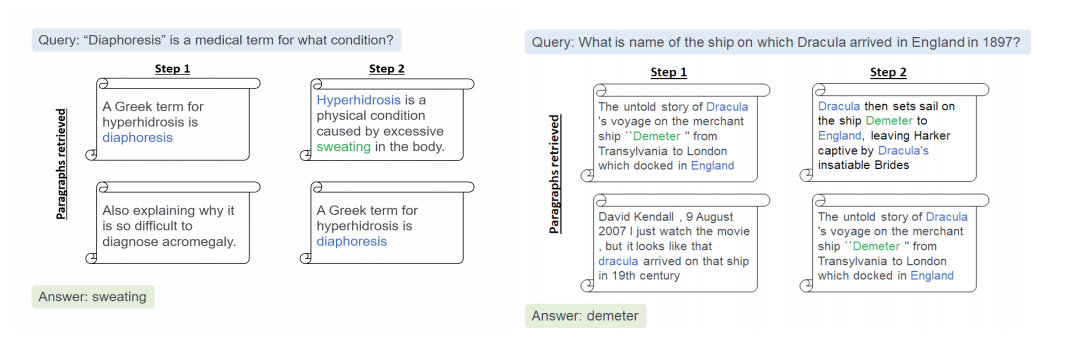 Query: “Diaphoresis” is a medical term for what condition?
Step 1
Step 2
Paragraphs retrieved
A Greek term for
hyperhidrosis is
diaphoresis
Hyperhidrosis is a
physical condition
caused by excessive
sweating in the body.
Also explaining why it
is so difficult to
diagnose acromegaly.
A Greek term for
hyperhidrosis is
diaphoresis
Answer: sweating
Query: What is name of the ship on which Dracula arrived in England in 1897?
Step 1
Step 2
Paragraphs retrieved
The untold story of Dracula
's voyage on the merchant
ship ``Demeter '' from
Transylvania to London
which docked in England
Dracula then sets sail on
the ship Demeter to
England, leaving Harker
captive by Dracula's
insatiable Brides
David Kendall , 9 August
2007 I just watch the movie
, but it looks like that
dracula arrived on that ship
in 19th century
The untold story of Dracula
's voyage on the merchant
ship ``Demeter '' from
Transylvania to London
which docked in England
Answer: demeter